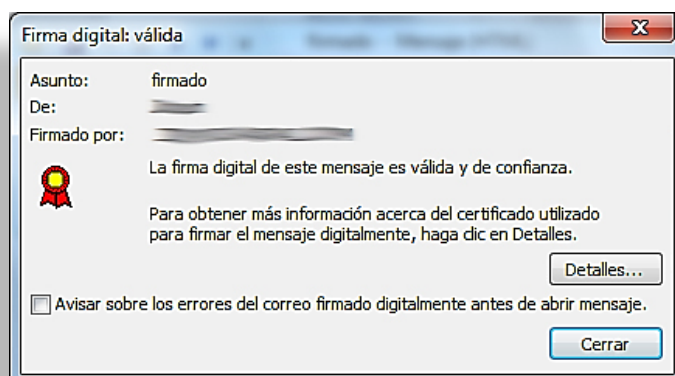 Firma digital: válida
Asunto: firmado
De:
Firmado por:
La firma digital de este mensaje es válida y de confianza.
Para obtener más información acerca del certificado utilizado
para firmar el mensaje digitalmente, haga clic en Detalles.
Detalles...
Avisar sobre los errores del correo firmado digitalmente antes de abrir mensaje.
Cerrar